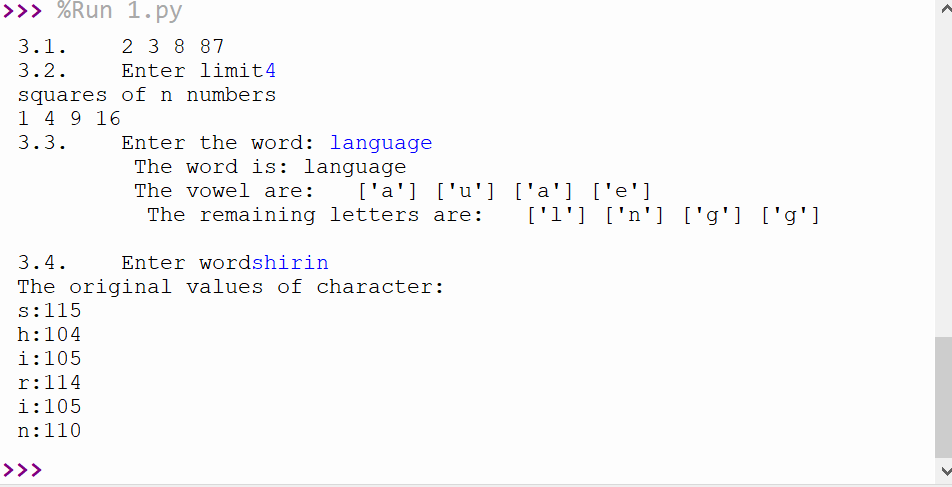 >>> %Run 1.py
3.1.    2 3 8 87
3.2.    Enter limit4
squares of n numbers
1 4 9 16
3.3.    Enter the word: language
         The word is: language
         The vowel are:   ['a'] ['u'] ['a'] ['e']
          The remaining letters are:   ['l'] ['n'] ['g'] ['g']
3.4.    Enter wordshirin
The original values of character:
s:115
h:104
i:105
r:114
i:105
n:110
>>>